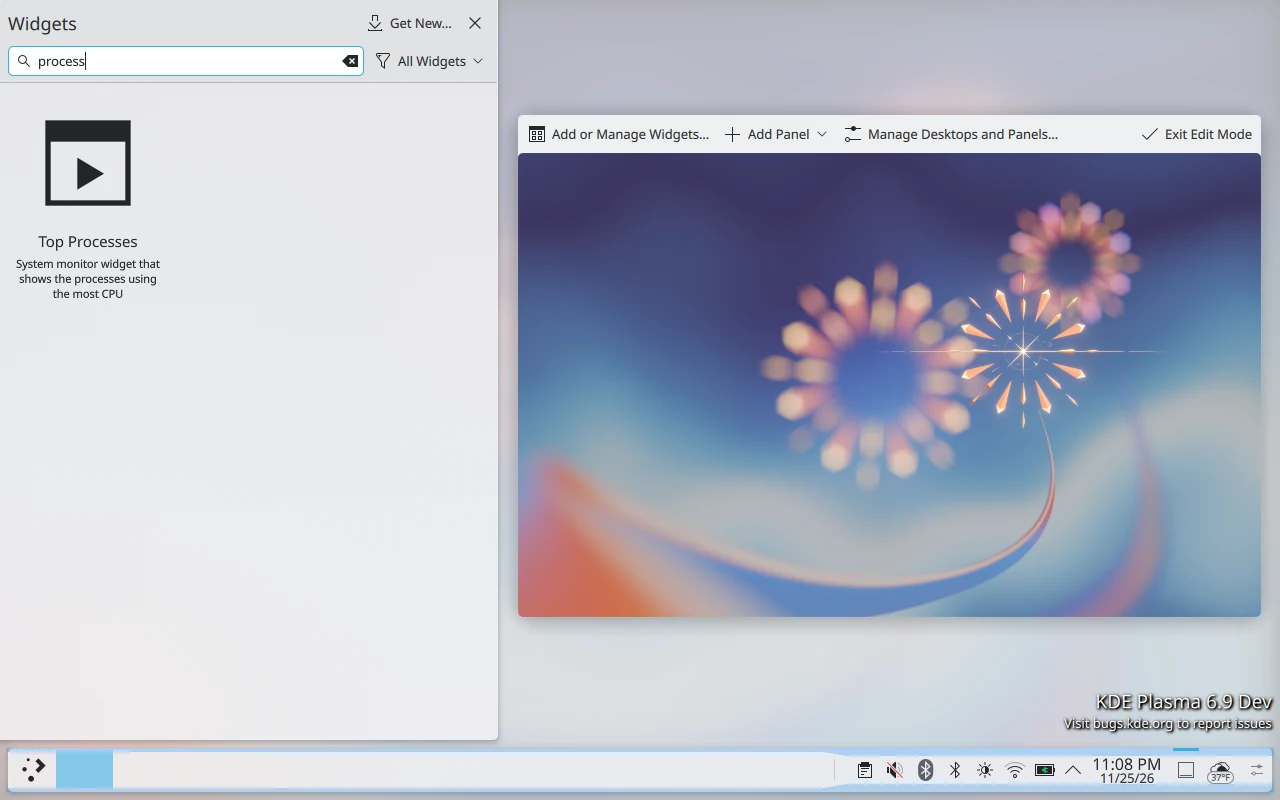 Widgets
Get New...
process
All Widgets
Top Processes
System monitor widget that
shows the processes using
the most CPU
Add or Manage Widgets...
Add Panel
Manage Desktops and Panels...
Exit Edit Mode
KDE Plasma 6.9 Dev
Visit bugs.kde.org to report issues
11:08 PM
11/25/26
37°F